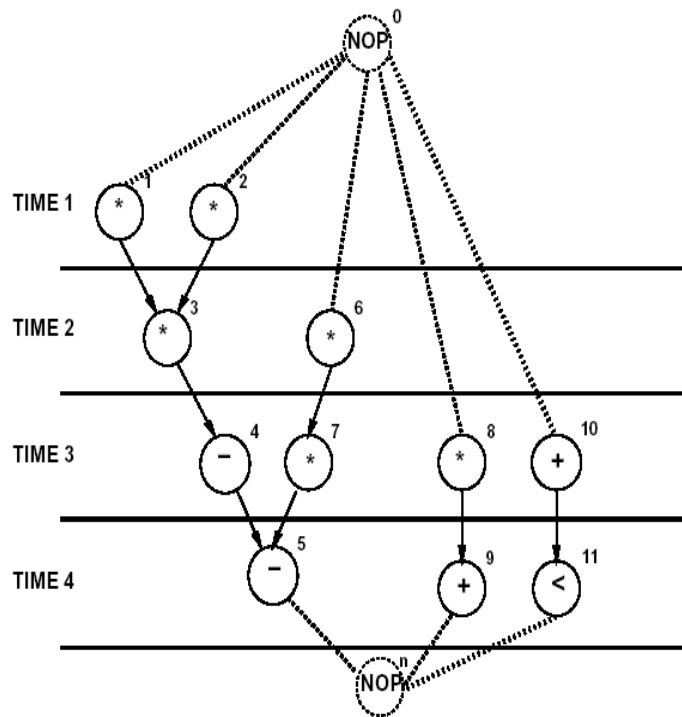 0
NOP
TIME 1
* 1
* 2
TIME 2
* 3
* 6
TIME 3
− 4
* 7
* 8
+ 10
TIME 4
− 5
+ 9
< 11
NOP n